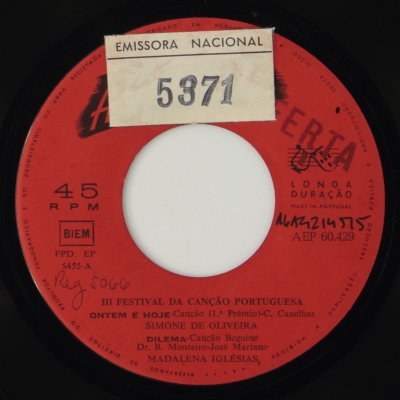 EMISSORA NACIONAL
5371
ERTA
45
RPM
LONGA
DURAÇÃO
MADE IN PORTUGAL
BIEM
AEP 60.429
FPD. EP
5455-A
Reg 5066
III FESTIVAL DA CANÇÃO PORTUGUESA
ONTEM E HOJE-Canção (1.º Prémio)-C. Canelhas
SIMONE DE OLIVEIRA
DILEMA-Canção Beguine
Dr. B. Monteiro-José Mariano
MADALENA IGLÉSIAS